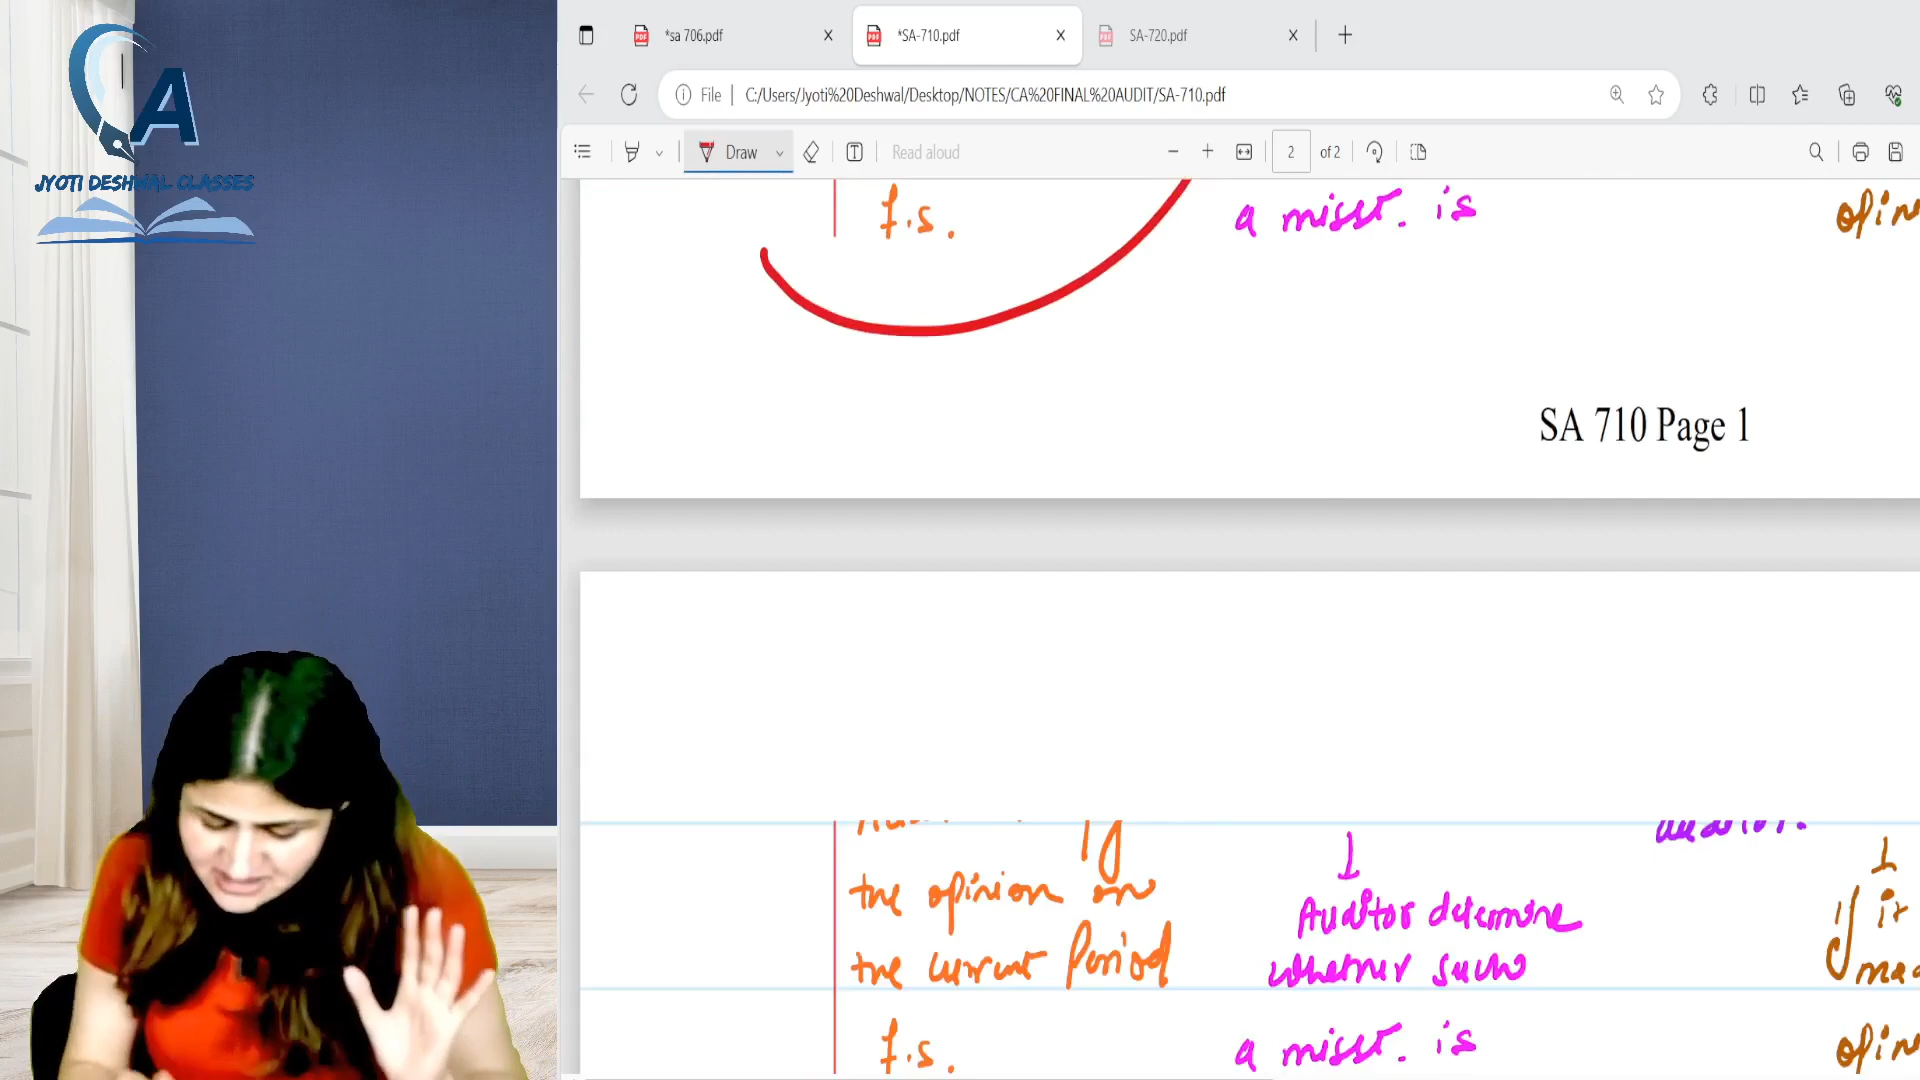 A
JYOTI DESHWAL CLASSES
*sa 706.pdf
*SA-710.pdf
SA-720.pdf
File
C:/Users/Jyoti%20Deshwal/Desktop/NOTES/CA%20FINAL%20AUDIT/SA-710.pdf
Draw
Read aloud
2 of 2
f.s.
a misst. is
SA 710 Page 1
the opinion on
the current Period
f.s.
Auditor determine
whether such
a misst. is
if it